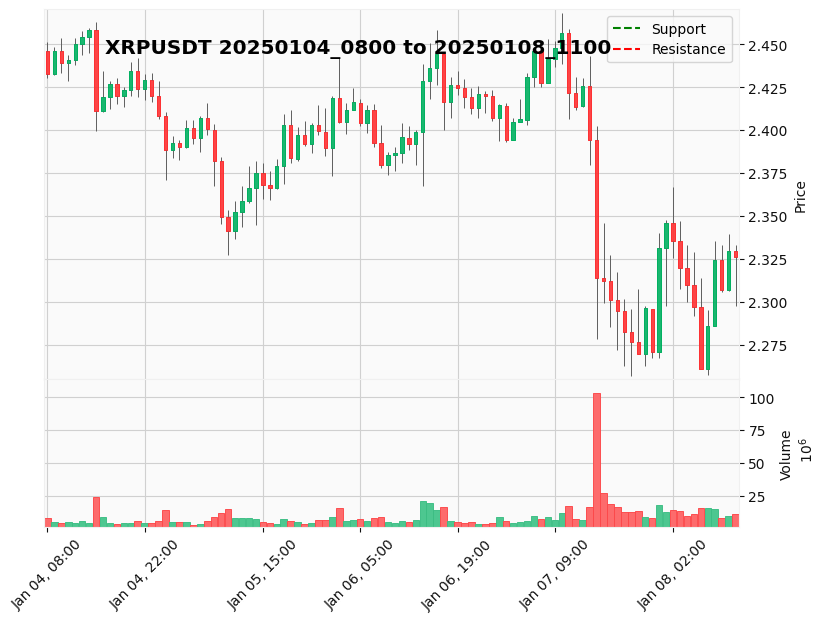 XRPUSDT 20250104_0800 to 20250108_1100
Support
Resistance
2.450
2.425
2.400
2.375
2.350
2.325
2.300
2.275
Price
100
75
50
25
Volume
10^6
Jan 04, 08:00
Jan 04, 22:00
Jan 05, 15:00
Jan 06, 05:00
Jan 06, 19:00
Jan 07, 09:00
Jan 08, 02:00